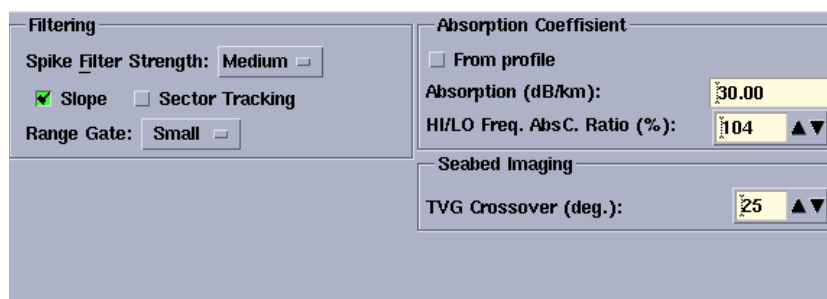 Filtering
Spike Filter Strength: Medium
Slope Sector Tracking
Range Gate: Small
Absorption Coeffisient
From profile
Absorption (dB/km): 30.00
HI/LO Freq. AbsC. Ratio (%): 104
Seabed Imaging
TVG Crossover (deg.): 25